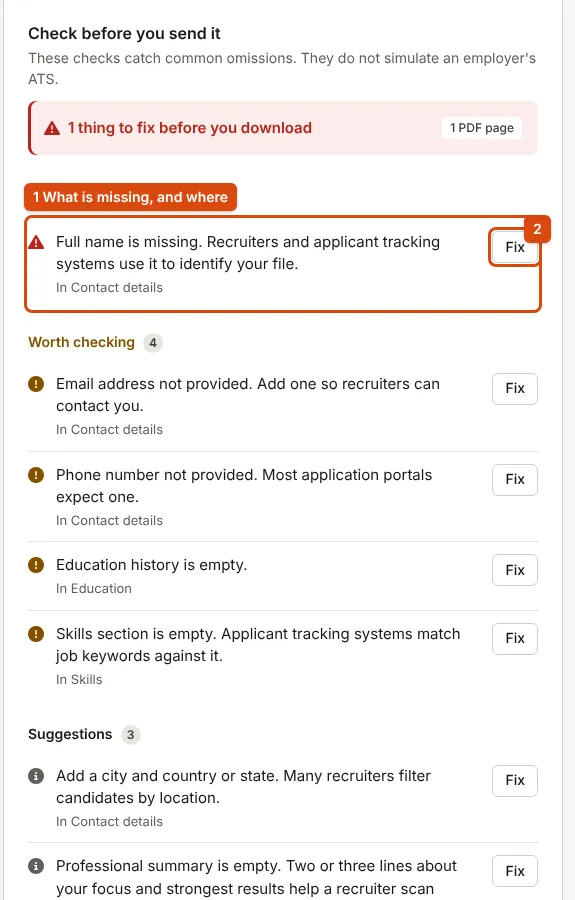 Check before you send it
These checks catch common omissions. They do not simulate an employer's
ATS.
1 thing to fix before you download
1 PDF page
1 What is missing, and where
2
Full name is missing. Recruiters and applicant tracking
systems use it to identify your file.
In Contact details
Fix
Worth checking 4
Email address not provided. Add one so recruiters can
contact you.
In Contact details
Fix
Phone number not provided. Most application portals
expect one.
In Contact details
Fix
Education history is empty.
In Education
Fix
Skills section is empty. Applicant tracking systems match
job keywords against it.
In Skills
Fix
Suggestions 3
Add a city and country or state. Many recruiters filter
candidates by location.
In Contact details
Fix
Professional summary is empty. Two or three lines about
your focus and strongest results help a recruiter scan
Fix